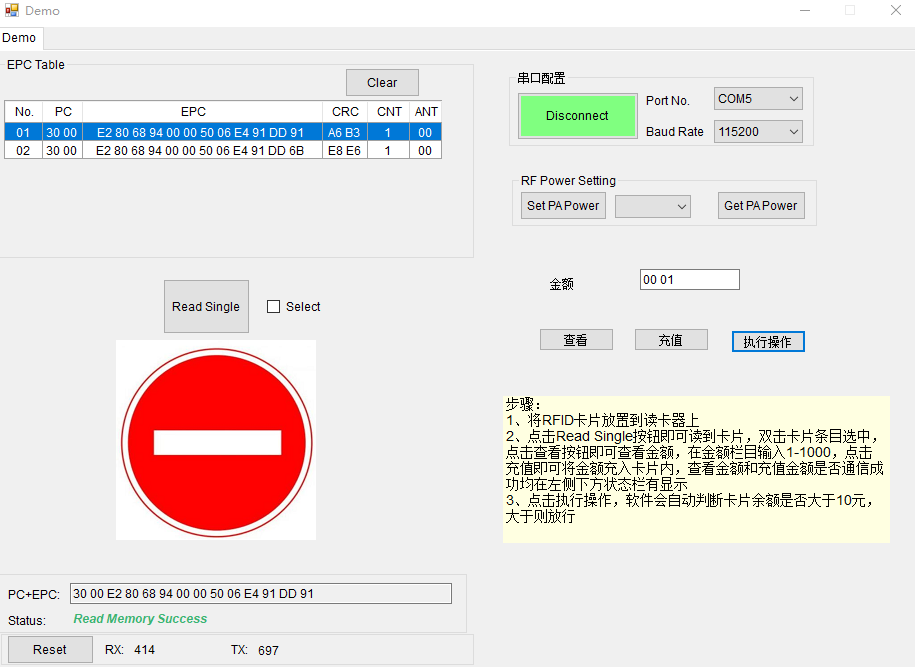 Demo
Demo
EPC Table
Clear
No. PC EPC CRC CNT ANT
01 30 00 E2 80 68 94 00 00 50 06 E4 91 DD 91 A6 B3 1 00
02 30 00 E2 80 68 94 00 00 50 06 E4 91 DD 6B E8 E6 1 00
串口配置
Disconnect
Port No. COM5
Baud Rate 115200
RF Power Setting
Set PA Power
Get PA Power
Read Single
Select
金额
00 01
查看
充值
执行操作
步骤：
1、将RFID卡片放置到读卡器上
2、点击Read Single按钮即可读到卡片，双击卡片条目选中，
点击查看按钮即可查看金额，在金额栏目输入1-1000，点击
充值即可将金额充入卡片内，查看金额和充值金额是否通信成
功均在左侧下方状态栏有显示
3、点击执行操作，软件会自动判断卡片余额是否大于10元，
大于则放行
PC+EPC: 30 00 E2 80 68 94 00 00 50 06 E4 91 DD 91
Status: Read Memory Success
Reset
RX: 414
TX: 697